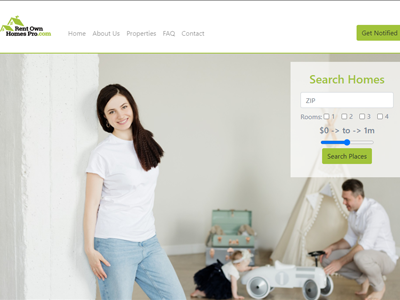 Rent Own
Homes Pro.com
Home About Us Properties FAQ Contact
Get Notified
Search Homes
ZIP
Rooms: 1 2 3 4
$0 -> to -> 1m
Search Places